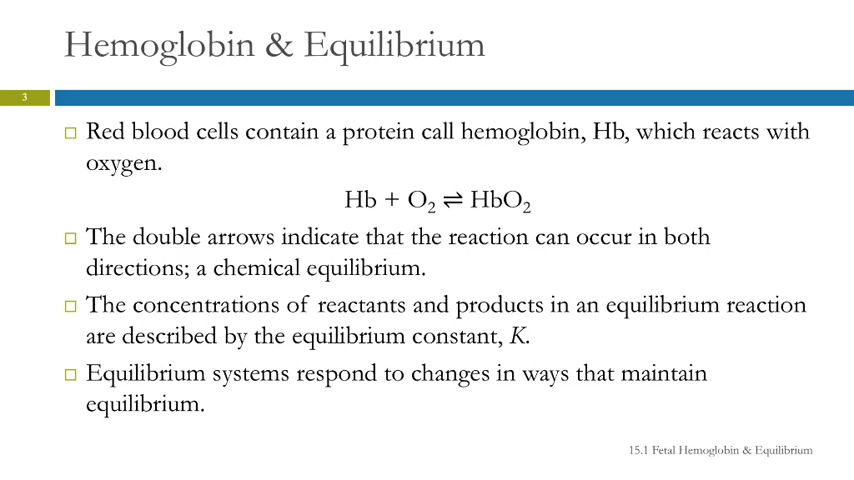 Hemoglobin & Equilibrium
3
Red blood cells contain a protein call hemoglobin, Hb, which reacts with
oxygen.
Hb + O₂ ⇌ HbO₂
The double arrows indicate that the reaction can occur in both
directions; a chemical equilibrium.
The concentrations of reactants and products in an equilibrium reaction
are described by the equilibrium constant, K.
Equilibrium systems respond to changes in ways that maintain
equilibrium.
15.1 Fetal Hemoglobin & Equilibrium